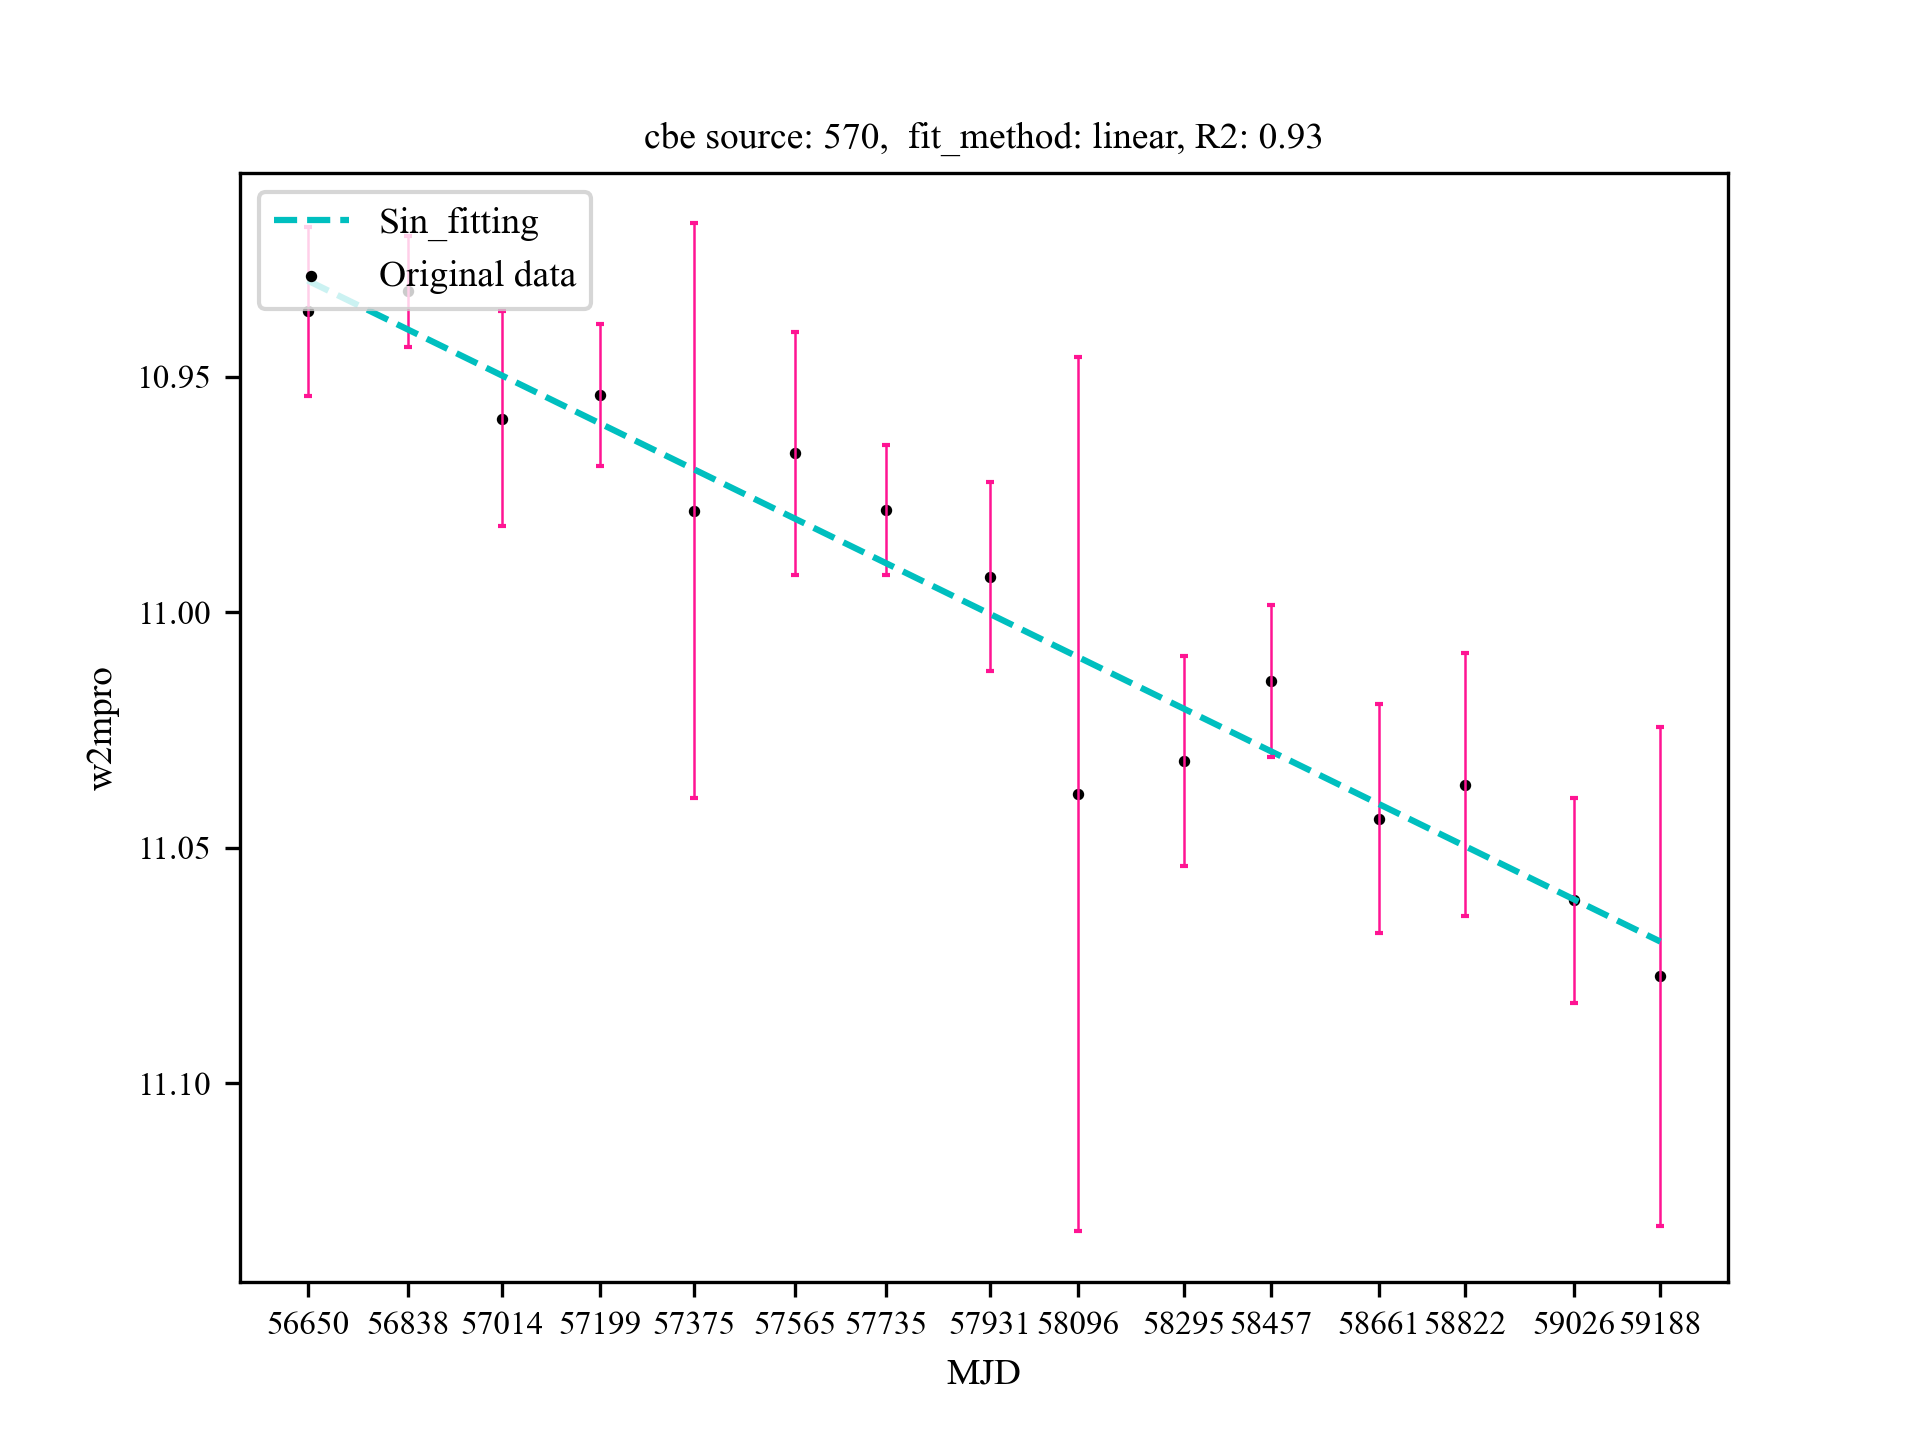 cbe source: 570,  fit_method: linear, R2: 0.93
Sin_fitting
Original data
10.95
11.00
11.05
11.10
w2mpro
56650 56838 57014 57199 57375 57565 57735 57931 58096 58295 58457 58661 58822 59026 59188
MJD